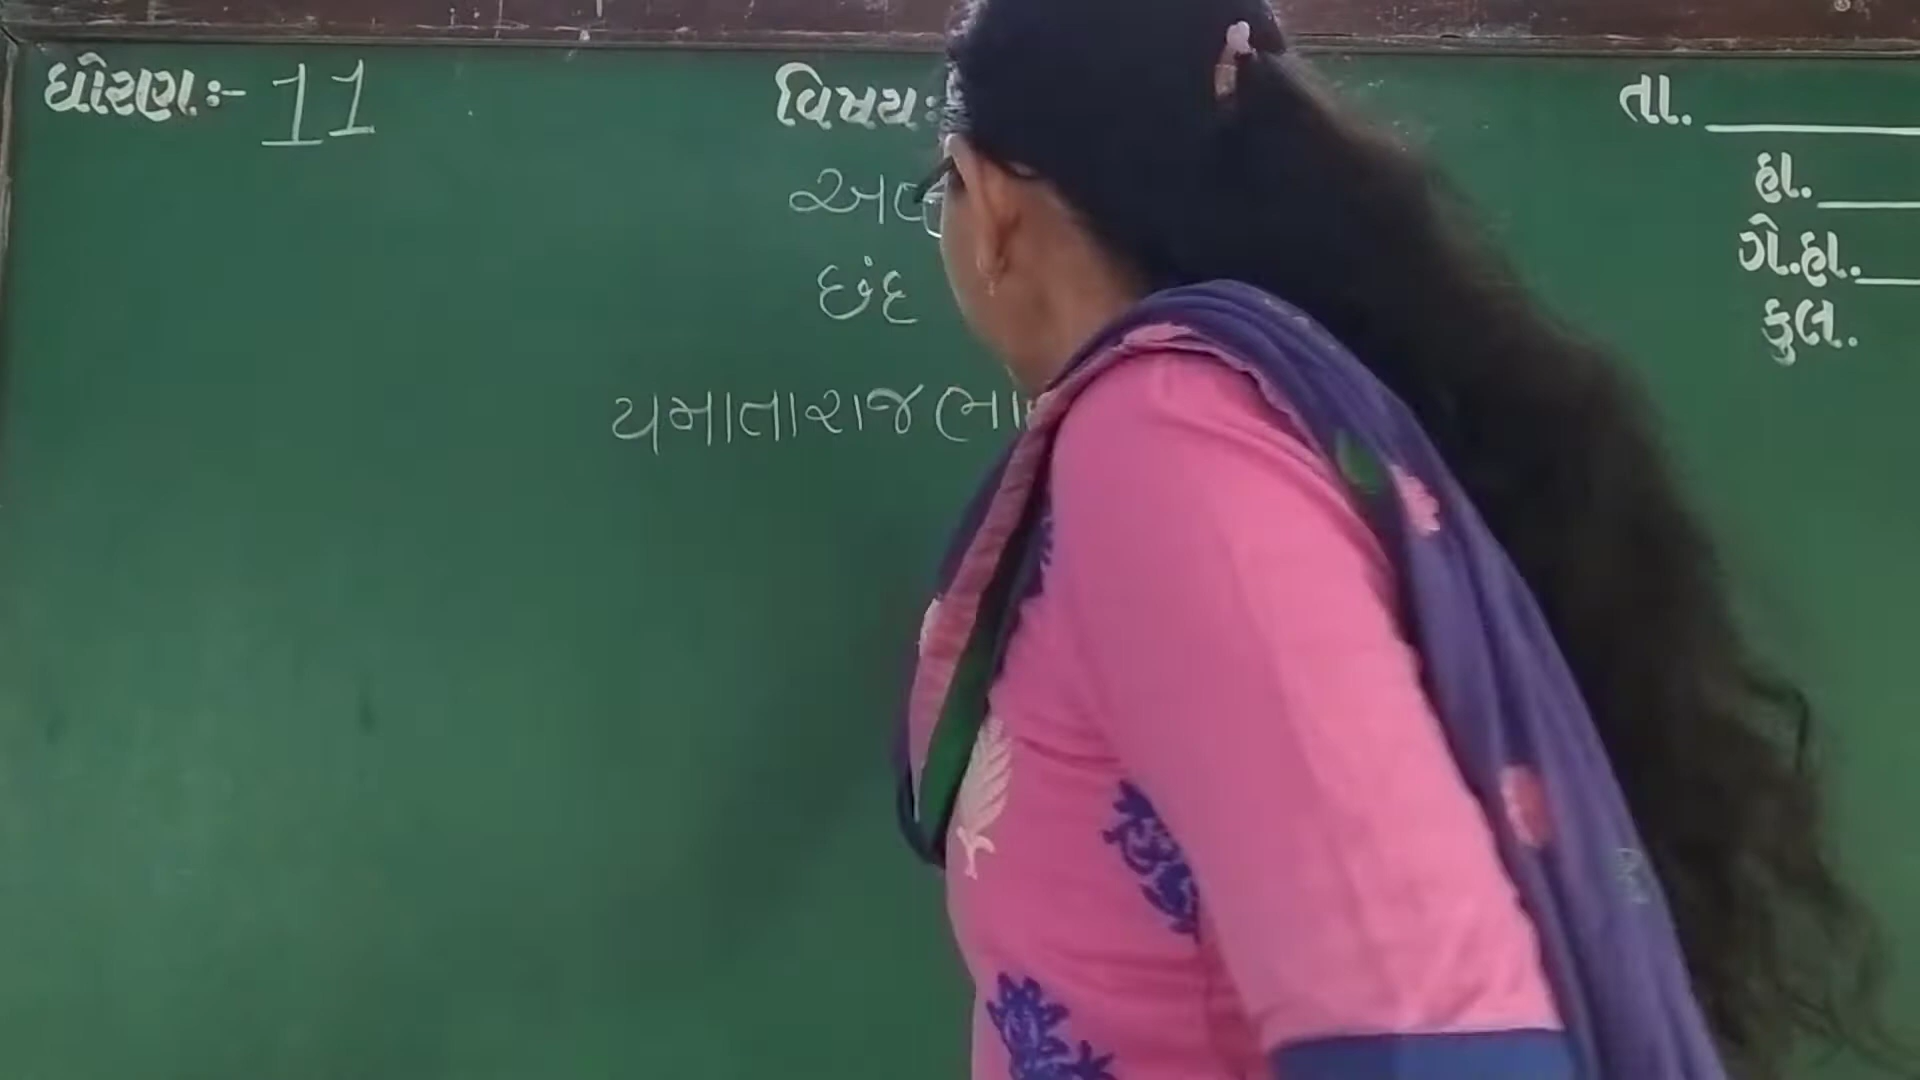 ધોરણ:- 11
વિષય:
તા.
હા.
છંદ
ગે.હા.
કુલ.
યમાતારાજભા